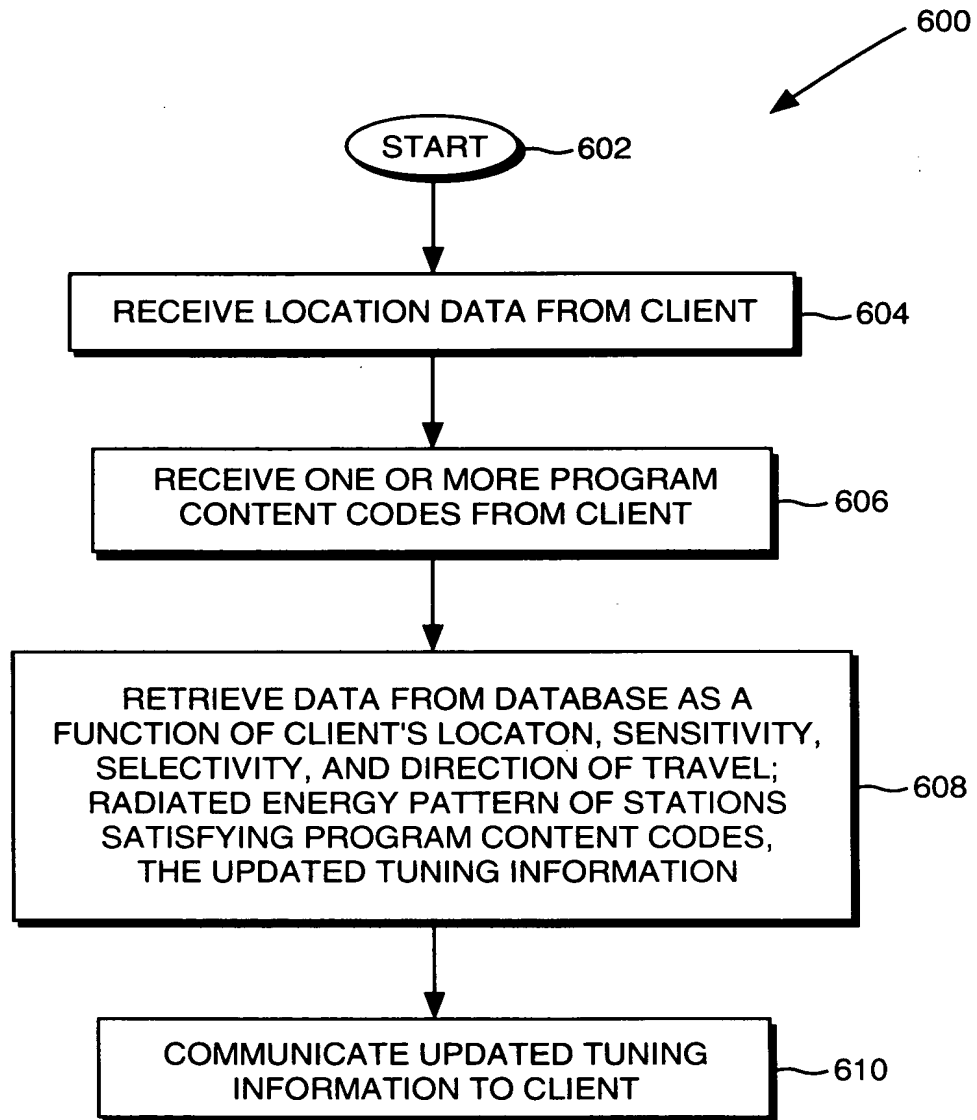 600
START
602
RECEIVE LOCATION DATA FROM CLIENT
604
RECEIVE ONE OR MORE PROGRAM
CONTENT CODES FROM CLIENT
606
RETRIEVE DATA FROM DATABASE AS A
FUNCTION OF CLIENT'S LOCATON, SENSITIVITY,
SELECTIVITY, AND DIRECTION OF TRAVEL;
RADIATED ENERGY PATTERN OF STATIONS
SATISFYING PROGRAM CONTENT CODES,
THE UPDATED TUNING INFORMATION
608
COMMUNICATE UPDATED TUNING
INFORMATION TO CLIENT
610